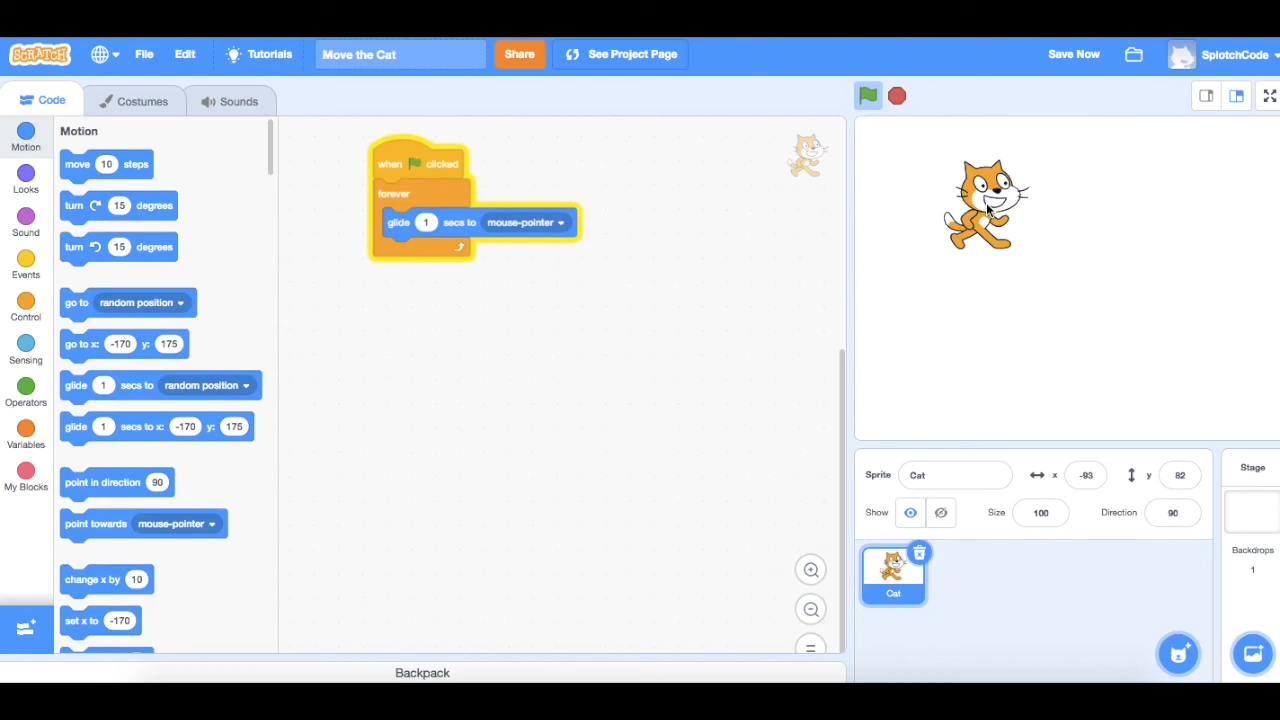 SCRATCH
File
Edit
Tutorials
Move the Cat
Share
See Project Page
Save Now
SplotchCode
Code
Costumes
Sounds
Motion
Looks
Sound
Events
Control
Sensing
Operators
Variables
My Blocks
Motion
move 10 steps
turn 15 degrees
turn 15 degrees
go to random position
go to x: -170 y: 175
glide 1 secs to random position
glide 1 secs to x: -170 y: 175
point in direction 90
point towards mouse-pointer
change x by 10
set x to -170
when clicked
forever
glide 1 secs to mouse-pointer
Backpack
Sprite Cat x -93 y 82
Show Size 100 Direction 90
Cat
Stage
Backdrops
1